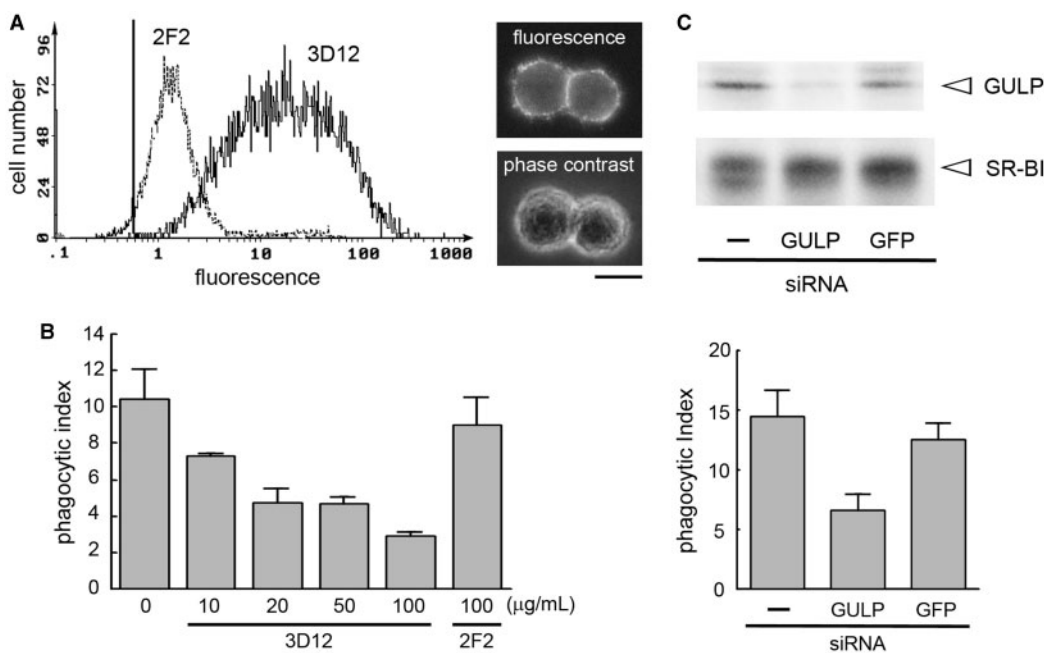 A
96
72
48
24
0
cell number
2F2
3D12
.1 1 10 100 1000
fluorescence
fluorescence
phase contrast
C
GULP
SR-BI
– GULP GFP
siRNA
B
14
12
10
8
6
4
2
0
phagocytic index
0 10 20 50 100 100 (μg/mL)
3D12 2F2
20
15
10
5
0
phagocytic Index
– GULP GFP
siRNA